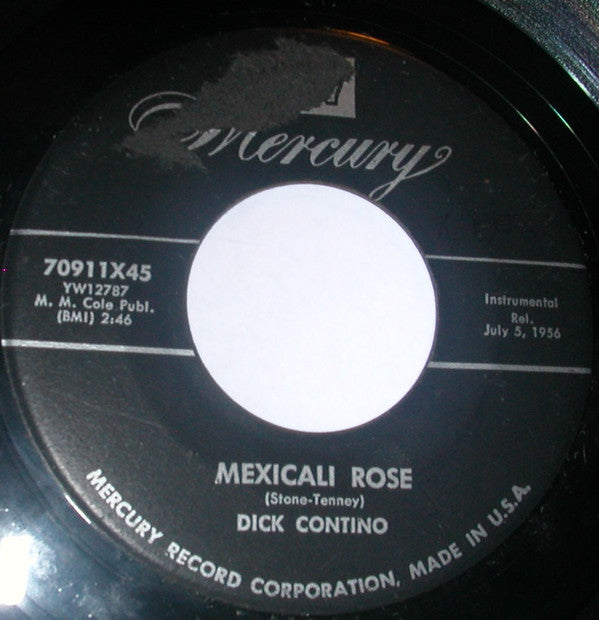 Mercury
70911X45
YW12787
M. M. Cole Publ.
(BMI) 2:46
Instrumental
Rel.
July 5, 1956
MEXICALI ROSE
(Stone-Tenney)
DICK CONTINO
MERCURY RECORD CORPORATION, MADE IN U.S.A.